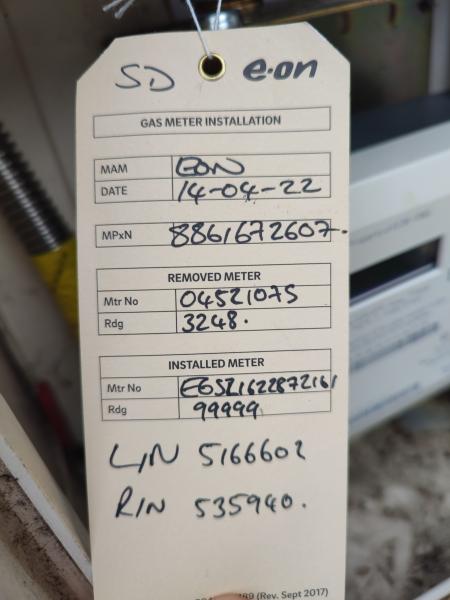 SD e·on
GAS METER INSTALLATION
MAM EON
DATE 14-04-22
MPxN 8861672607.
REMOVED METER
Mtr No 04521075
Rdg 3248.
INSTALLED METER
Mtr No E6S21622872161
Rdg 99999
L/N 5166602
R/N 535940.
(Rev. Sept 2017)